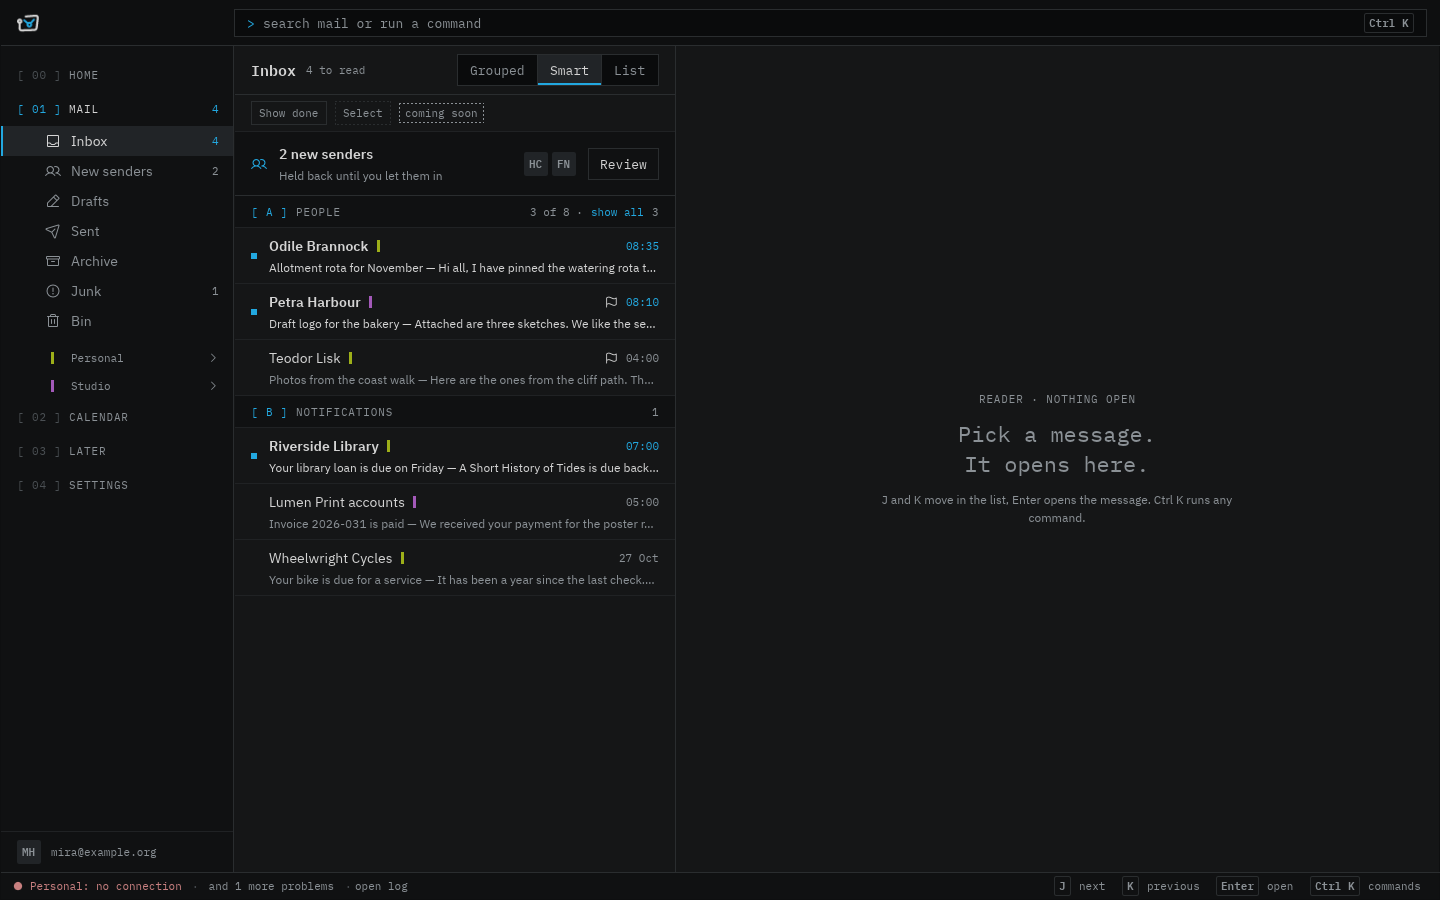 > search mail or run a command
Ctrl K
[ 00 ] HOME
[ 01 ] MAIL 4
Inbox 4
New senders 2
Drafts
Sent
Archive
Junk 1
Bin
Personal
Studio
[ 02 ] CALENDAR
[ 03 ] LATER
[ 04 ] SETTINGS
MH mira@example.org
Inbox 4 to read
Grouped Smart List
Show done Select coming soon
2 new senders
Held back until you let them in
HC FN Review
[ A ] PEOPLE 3 of 8 · show all 3
Odile Brannock 08:35
Allotment rota for November — Hi all, I have pinned the watering rota t…
Petra Harbour 08:10
Draft logo for the bakery — Attached are three sketches. We like the se…
Teodor Lisk 04:00
Photos from the coast walk — Here are the ones from the cliff path. Th…
[ B ] NOTIFICATIONS 1
Riverside Library 07:00
Your library loan is due on Friday — A Short History of Tides is due back…
Lumen Print accounts 05:00
Invoice 2026-031 is paid — We received your payment for the poster r…
Wheelwright Cycles 27 Oct
Your bike is due for a service — It has been a year since the last check.…
READER · NOTHING OPEN
Pick a message.
It opens here.
J and K move in the list, Enter opens the message. Ctrl K runs any
command.
Personal: no connection · and 1 more problems · open log
J next K previous Enter open Ctrl K commands